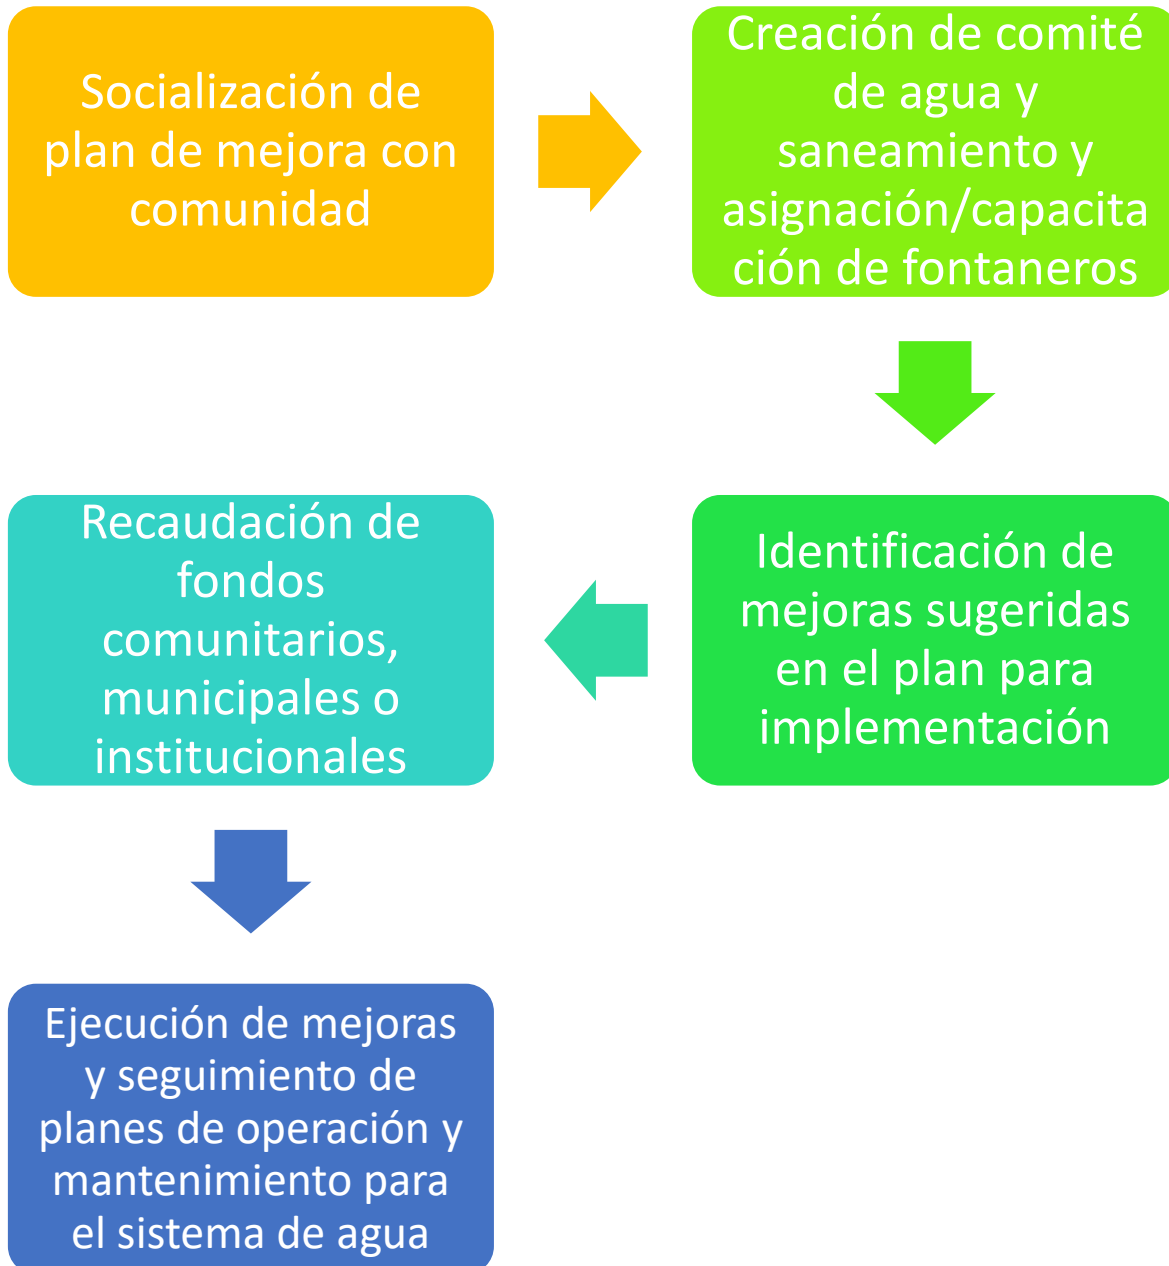 Socialización de
plan de mejora con
comunidad
Creación de comité
de agua y
saneamiento y
asignación/capacita
ción de fontaneros
Identificación de
mejoras sugeridas
en el plan para
implementación
Recaudación de
fondos
comunitarios,
municipales o
institucionales
Ejecución de mejoras
y seguimiento de
planes de operación y
mantenimiento para
el sistema de agua